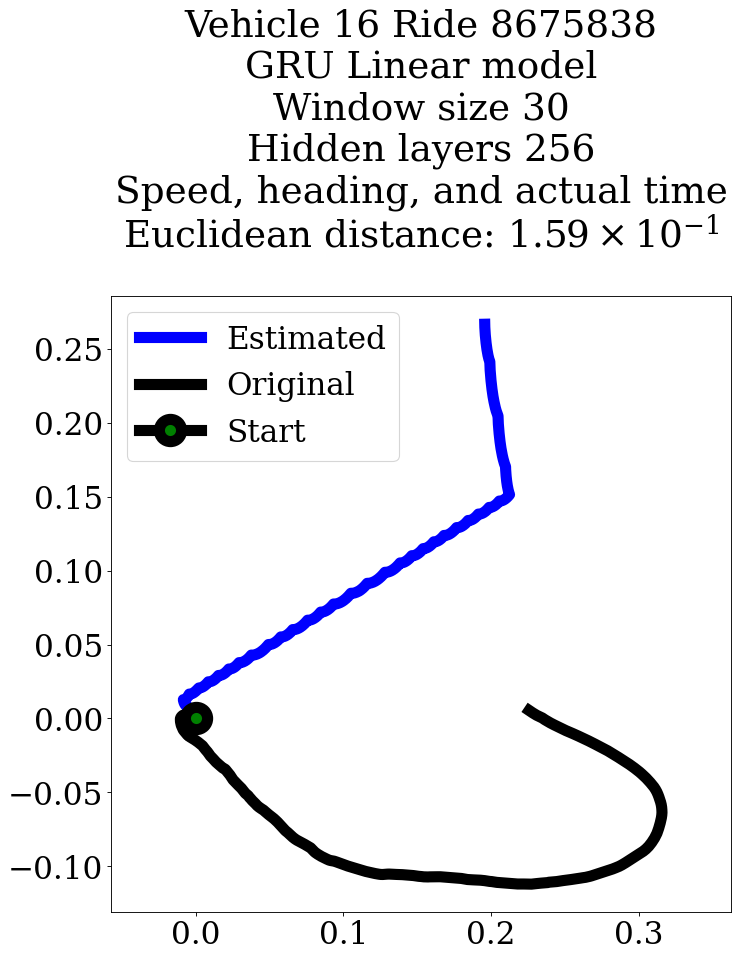 Vehicle 16 Ride 8675838
GRU Linear model
Window size 30
Hidden layers 256
Speed, heading, and actual time
Euclidean distance: 1.59 × 10⁻¹
Estimated
Original
Start
0.25
0.20
0.15
0.10
0.05
0.00
−0.05
−0.10
0.0 0.1 0.2 0.3